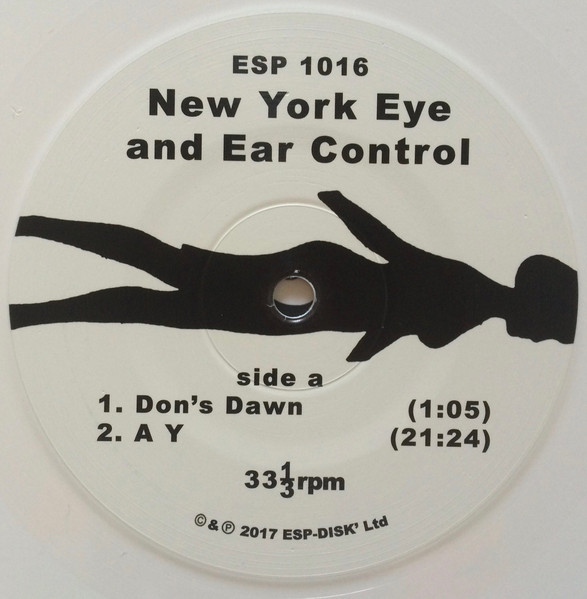 ESP 1016
New York Eye
and Ear Control
side a
1. Don's Dawn (1:05)
2. A Y (21:24)
33⅓rpm
©&℗ 2017 ESP-DISK' Ltd